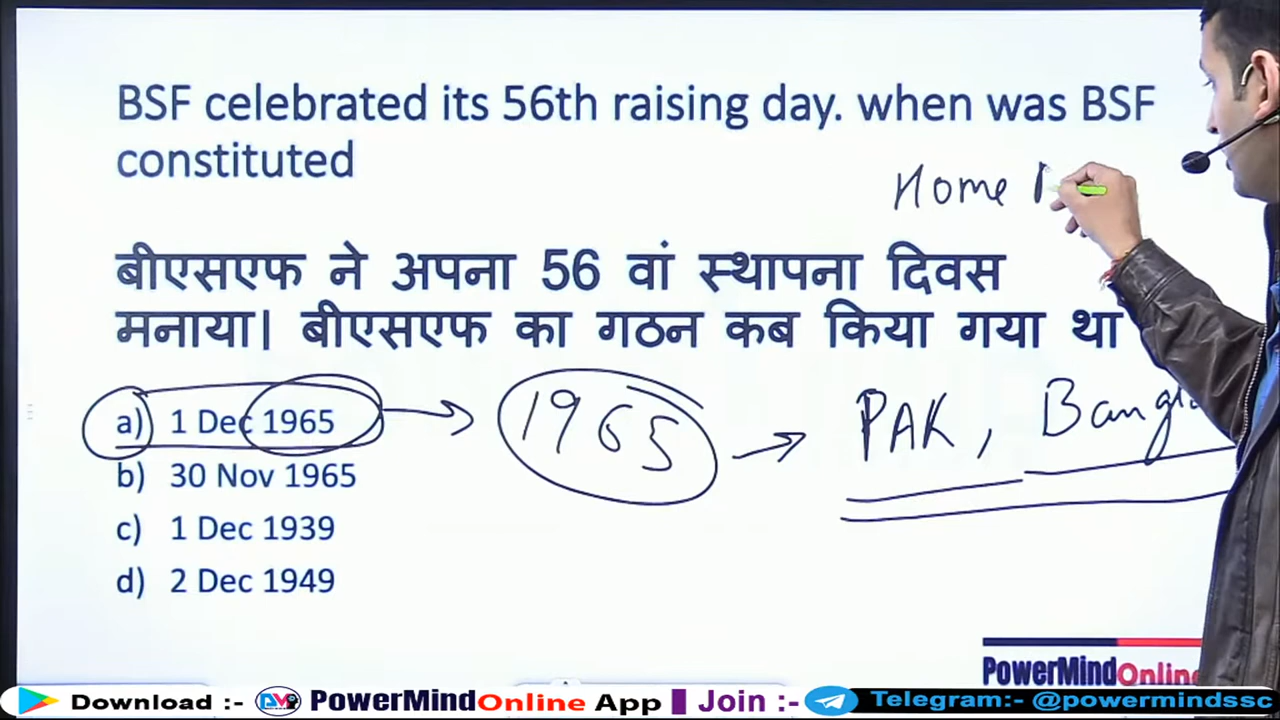 BSF celebrated its 56th raising day. when was BSF
constituted
Home
बीएसएफ ने अपना 56 वां स्थापना दिवस
मनाया| बीएसएफ का गठन कब किया गया था
a) 1 Dec 1965
1965
PAK, Bangla
b) 30 Nov 1965
c) 1 Dec 1939
d) 2 Dec 1949
PowerMindOnline
Download :- PowerMindOnline App Join :- Telegram:- @powermindssc